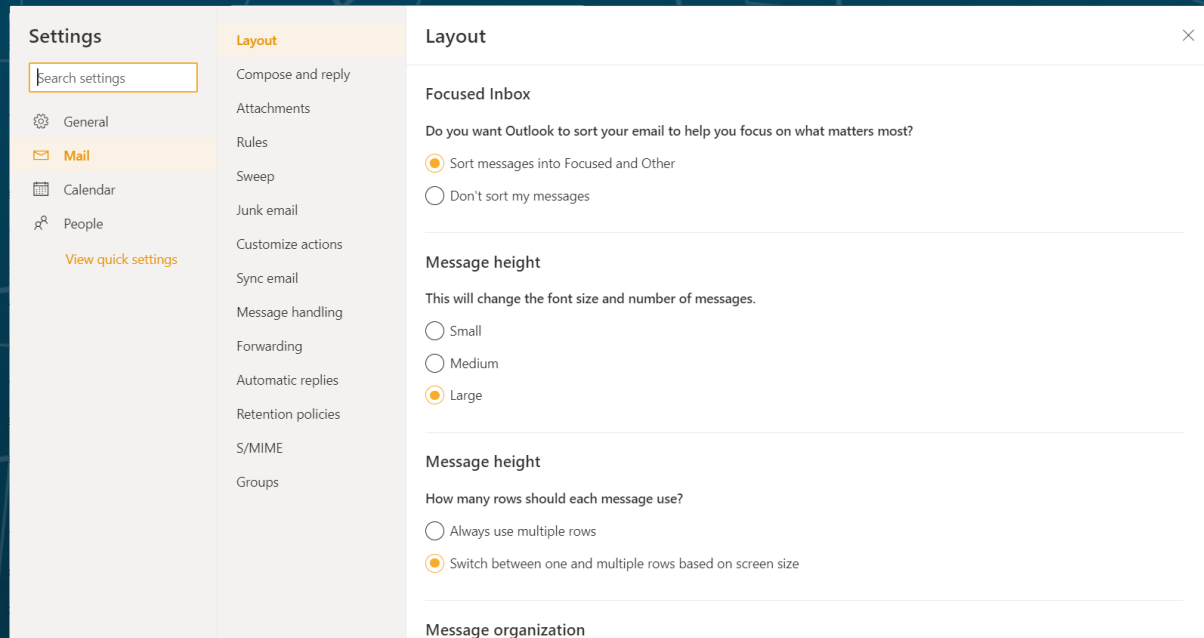 Settings
Search settings
General
Mail
Calendar
People
View quick settings
Layout
Compose and reply
Attachments
Rules
Sweep
Junk email
Customize actions
Sync email
Message handling
Forwarding
Automatic replies
Retention policies
S/MIME
Groups
Layout
Focused Inbox
Do you want Outlook to sort your email to help you focus on what matters most?
Sort messages into Focused and Other
Don't sort my messages
Message height
This will change the font size and number of messages.
Small
Medium
Large
Message height
How many rows should each message use?
Always use multiple rows
Switch between one and multiple rows based on screen size
Message organization